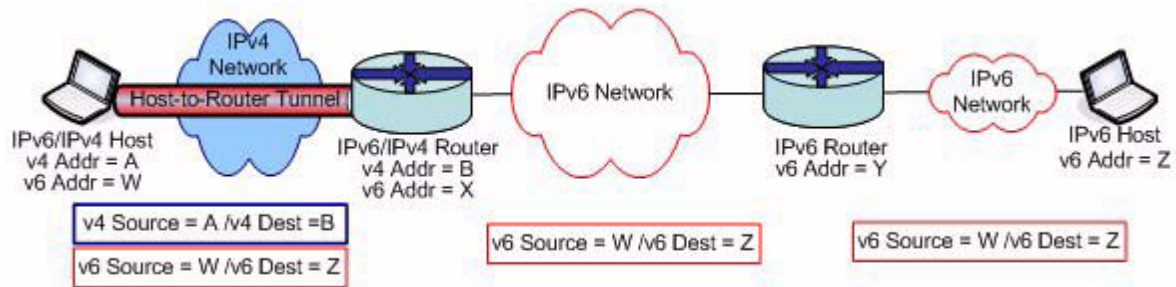 IPv4
Network
Host-to-Router Tunnel
IPv6/IPv4 Host
v4 Addr = A
v6 Addr = W
IPv6/IPv4 Router
v4 Addr = B
v6 Addr = X
IPv6 Network
IPv6 Router
v6 Addr = Y
IPv6
Network
IPv6 Host
v6 Addr = Z
v4 Source = A /v4 Dest =B
v6 Source = W /v6 Dest = Z
v6 Source = W /v6 Dest = Z
v6 Source = W /v6 Dest = Z